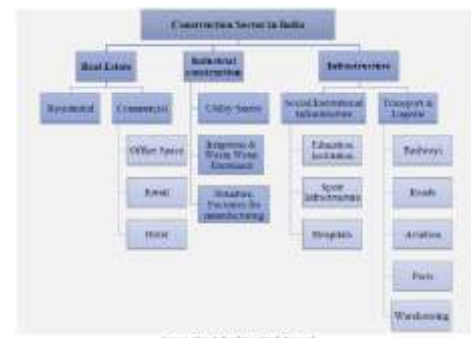 Construction Sector in India
Real Estate
Industrial
construction
Infrastructure
Residential
Commercial
Utility Sector
Social/Institutional
Infrastructure
Transport &
Logistic
Office Space
Irrigation &
Waste Water
Education
Institution
Railways
Retail
Sport
Infrastructure
Roads
Hotel
manufacturing
Hospitals
Aviation
Ports
Warehousing